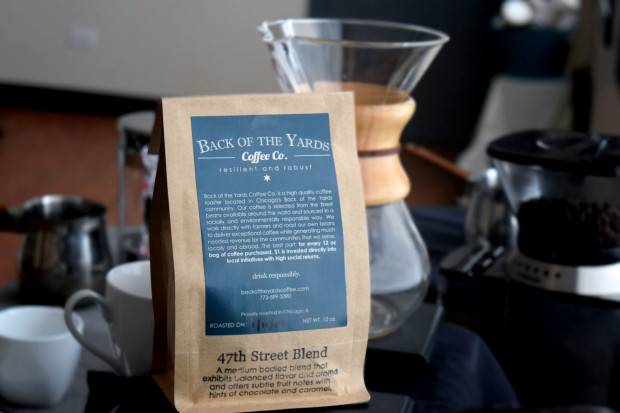 BACK OF THE YARDS
Coffee Co.
resilient and robust
Back of the Yards Coffee Co. is a high quality coffee
roaster located in Chicago's Back of the Yards
community. Our coffee is selected from the finest
beans available around the world and sourced in a
socially and environmentally responsible way. We
work directly with farmers and roast our own beans
to deliver exceptional coffee while generating much
needed revenue for the communities that we serve,
locally and abroad. The best part: for every 12 oz
bag of coffee purchased, $1 is invested directly into
local initiatives with high social returns.
drink responsibly.
backoftheyardscoffee.com
Proudly roasted in Chicago, IL
ROASTED ON: NET WT. 12 oz.
47th Street Blend
A medium bodied blend that
exhibits balanced flavor and aroma
and offers subtle fruit notes with
hints of chocolate and caramel.